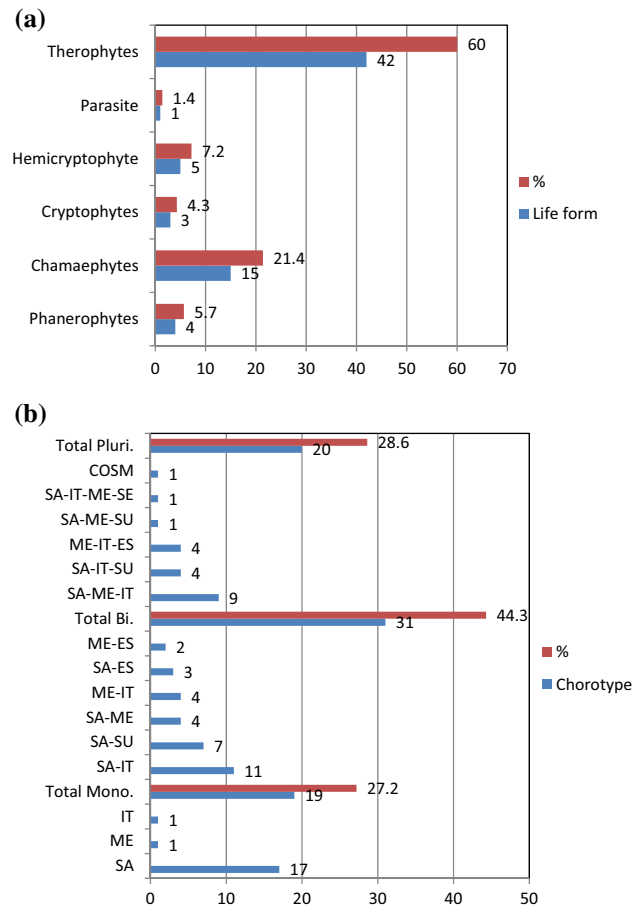 (a)
Therophytes 60
42
Parasite 1.4
1
Hemicryptophyte 7.2
5
% 
Cryptophytes 4.3
3
Life form
Chamaephytes 21.4
15
Phanerophytes 5.7
4
0 10 20 30 40 50 60 70
(b)
Total Pluri. 28.6
20
COSM 1
SA-IT-ME-SE 1
SA-ME-SU 1
ME-IT-ES 4
SA-IT-SU 4
SA-ME-IT 9
Total Bi. 44.3
31
ME-ES 2
%
SA-ES 3
ME-IT 4
Chorotype
SA-ME 4
SA-SU 7
SA-IT 11
Total Mono. 27.2
19
IT 1
ME 1
SA 17
0 10 20 30 40 50